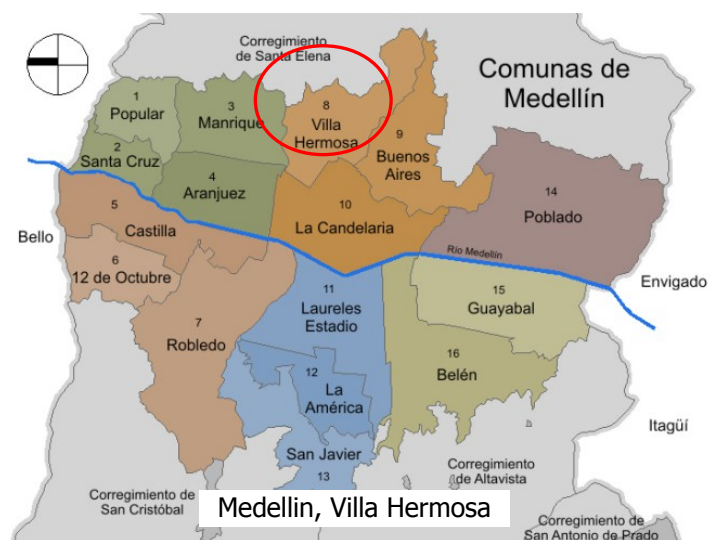 Corregimiento
de Santa Elena
Comunas de
Medellín
1
Popular
3
Manrique
8
Villa
Hermosa
9
Buenos
Aires
2
Santa Cruz
4
Aranjuez
14
Poblado
5
Castilla
10
La Candelaria
Bello
Río Medellín
6
12 de Octubre
Envigado
11
Laureles
Estadio
15
Guayabal
7
Robledo
16
Belén
12
La
América
Itagüí
San Javier
13
Corregimiento
de Altavista
Corregimiento de
San Cristóbal
Medellin, Villa Hermosa
Corregimiento de
San Antonio de Prado